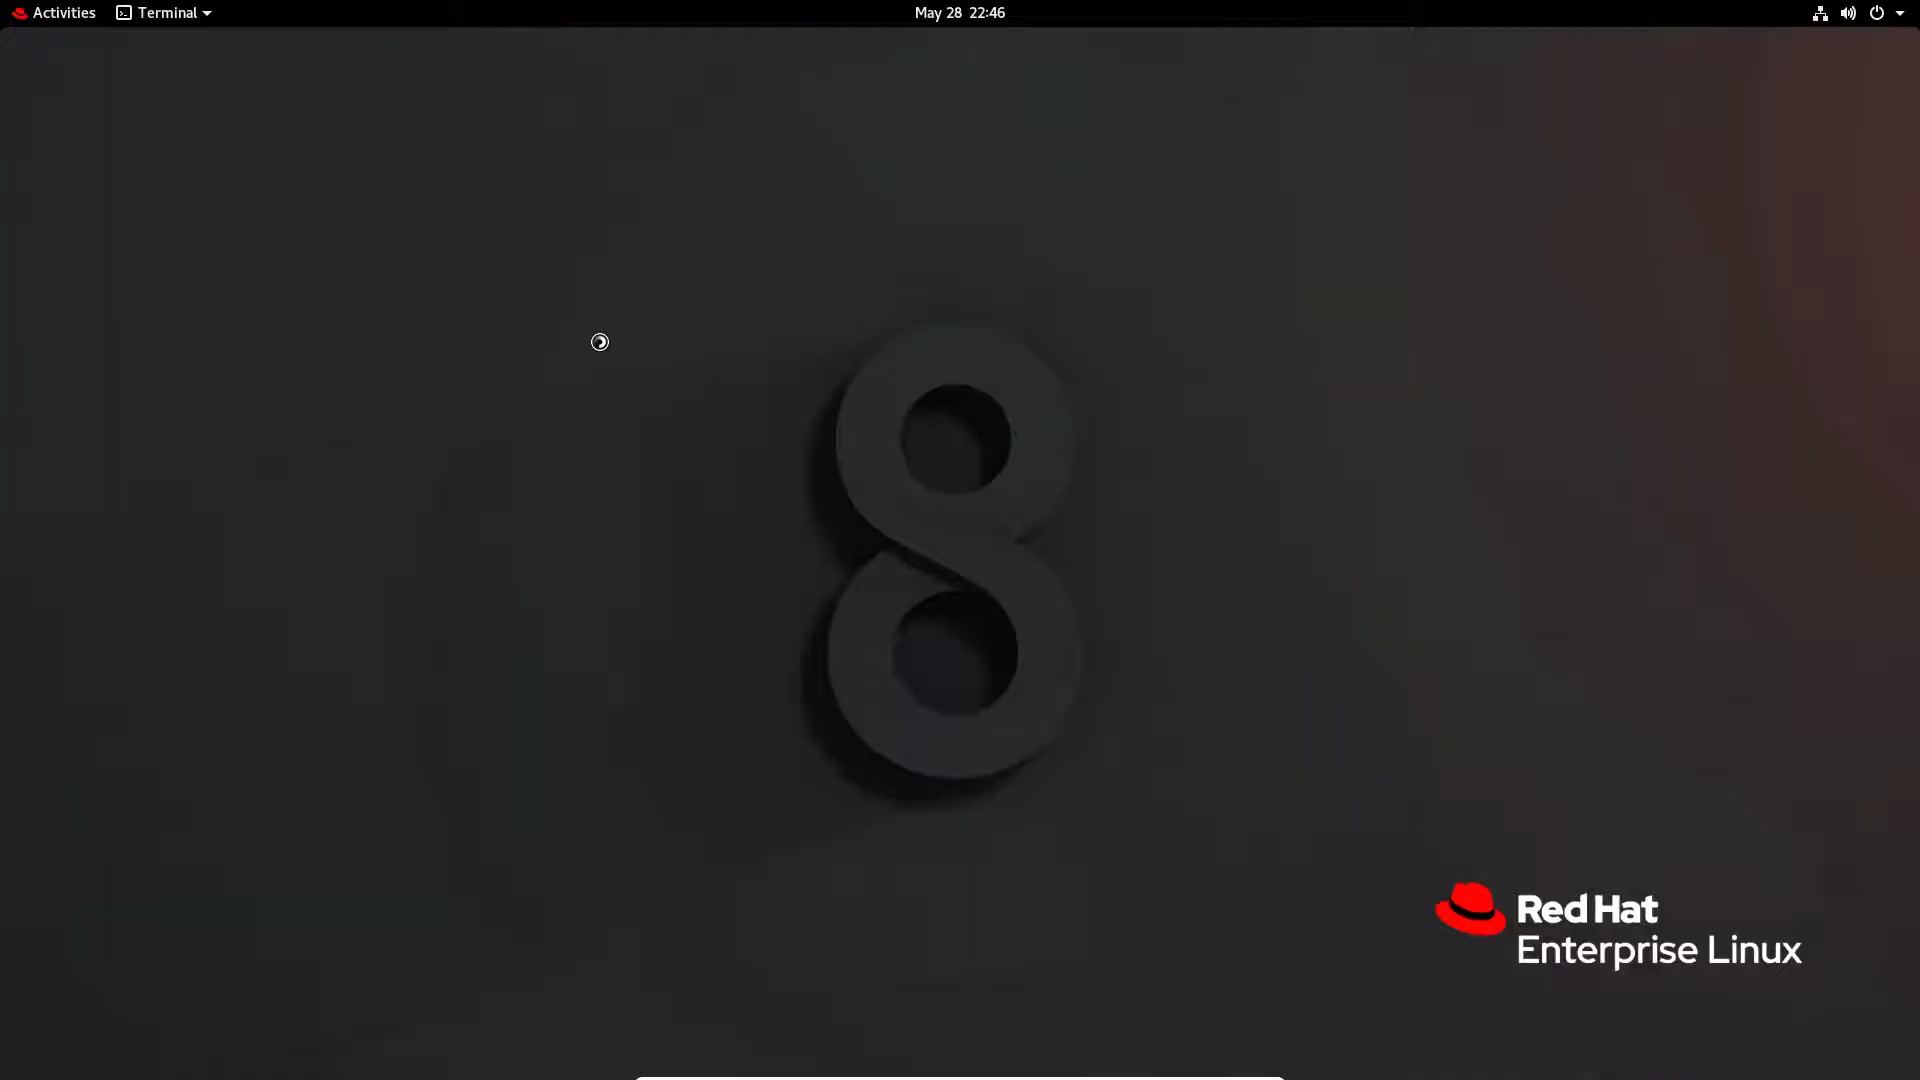 Activities
Terminal
May 28 22:46
8
Red Hat
Enterprise Linux